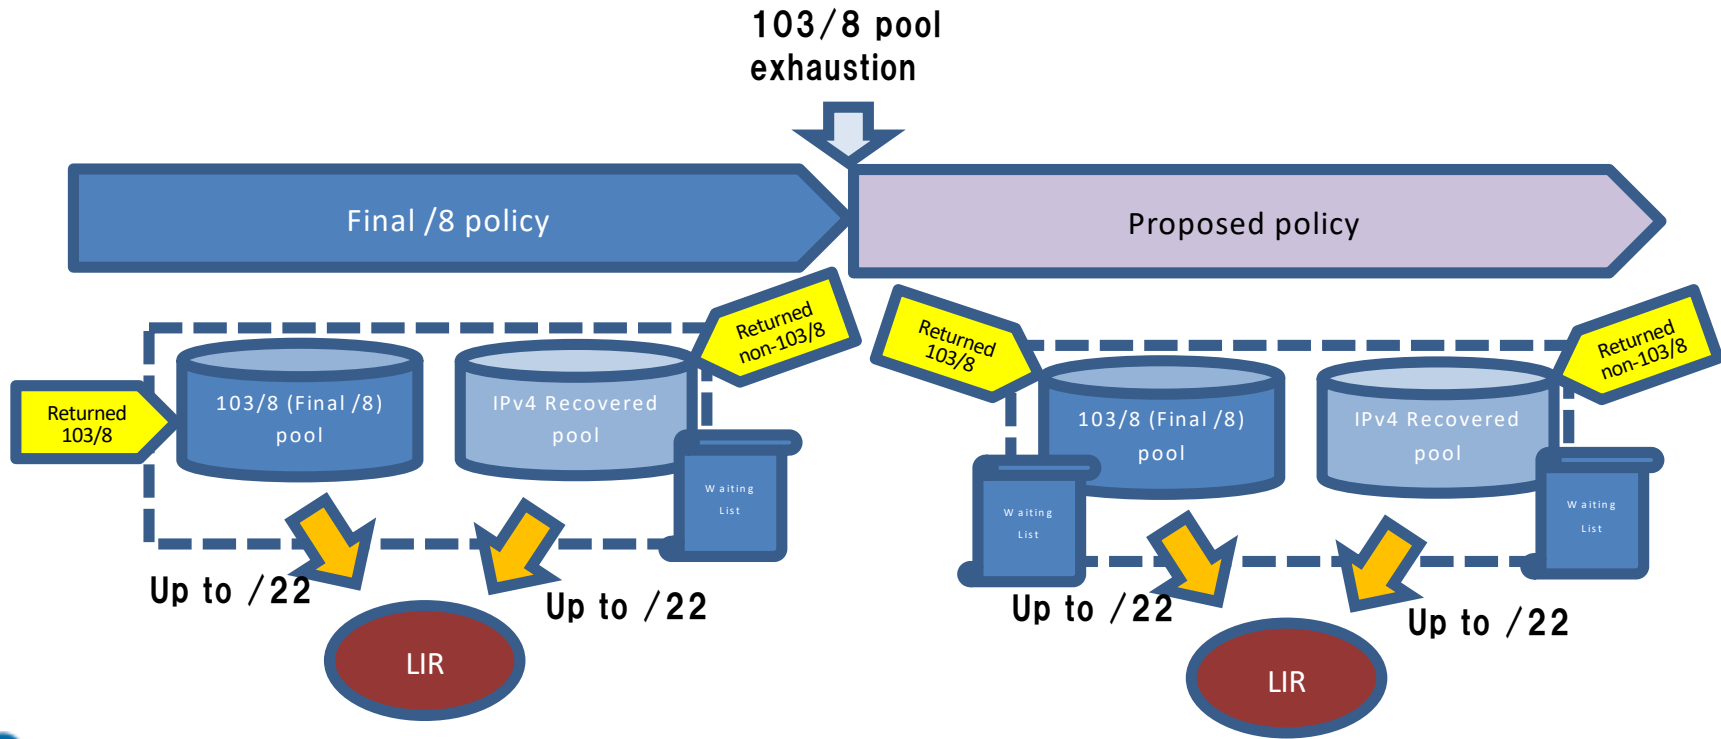 103/8 pool
exhaustion
Final /8 policy
Proposed policy
Returned
non-103/8
Returned
103/8
103/8 (Final /8)
pool
IPv4 Recovered
pool
Waiting
List
Up to /22
Up to /22
LIR
Returned
103/8
Returned
non-103/8
103/8 (Final /8)
pool
IPv4 Recovered
pool
Waiting
List
Waiting
List
Up to /22
Up to /22
LIR